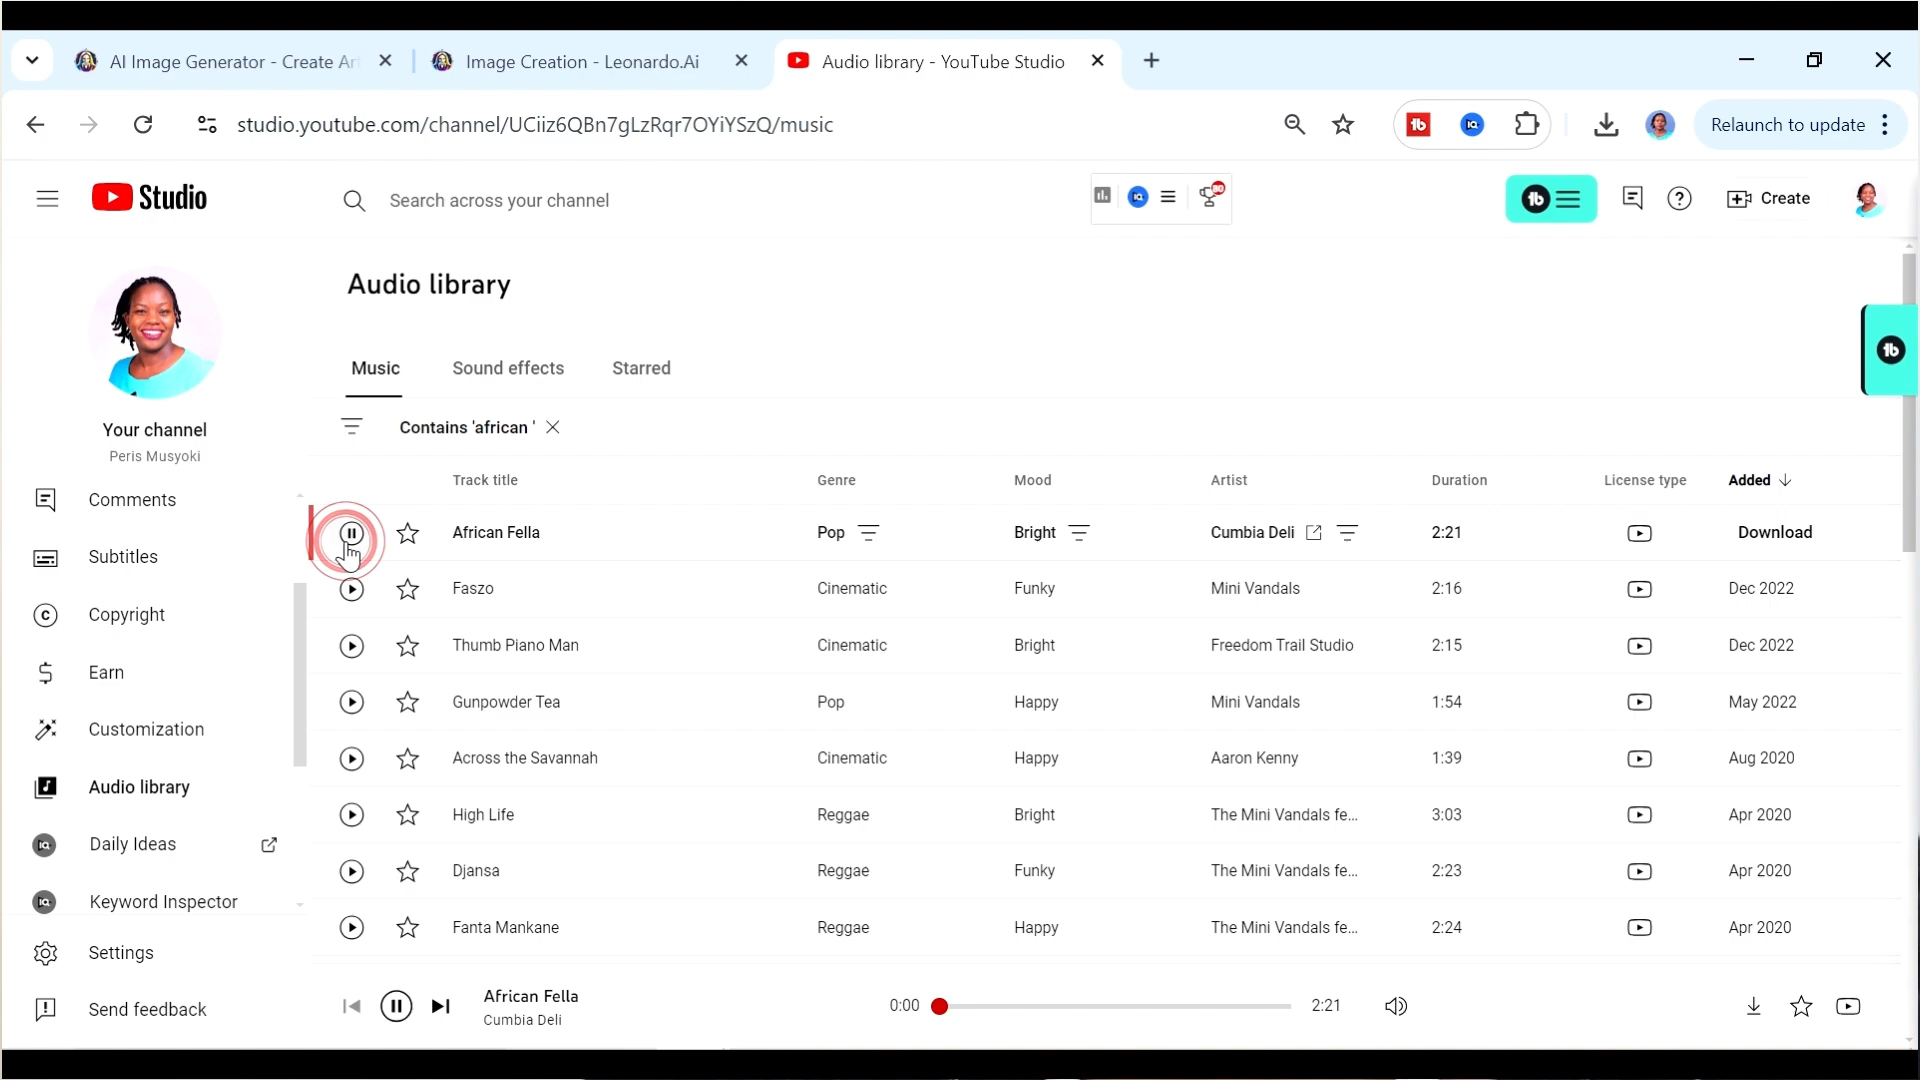 AI Image Generator - Create Ar
Image Creation - Leonardo.Ai
Audio library - YouTube Studio
studio.youtube.com/channel/UCiiz6QBn7gLzRqr7OYiYSzQ/music
Relaunch to update
Studio
Search across your channel
Create
Audio library
Music Sound effects Starred
Contains 'african '
Your channel
Peris Musyoki
Comments
Subtitles
Copyright
Earn
Customization
Audio library
Daily Ideas
Keyword Inspector
Settings
Send feedback
Track title Genre Mood Artist Duration License type Added
African Fella Pop Bright Cumbia Deli 2:21 Download
Faszo Cinematic Funky Mini Vandals 2:16 Dec 2022
Thumb Piano Man Cinematic Bright Freedom Trail Studio 2:15 Dec 2022
Gunpowder Tea Pop Happy Mini Vandals 1:54 May 2022
Across the Savannah Cinematic Happy Aaron Kenny 1:39 Aug 2020
High Life Reggae Bright The Mini Vandals fe... 3:03 Apr 2020
Djansa Reggae Funky The Mini Vandals fe... 2:23 Apr 2020
Fanta Mankane Reggae Happy The Mini Vandals fe... 2:24 Apr 2020
African Fella
Cumbia Deli
0:00 2:21